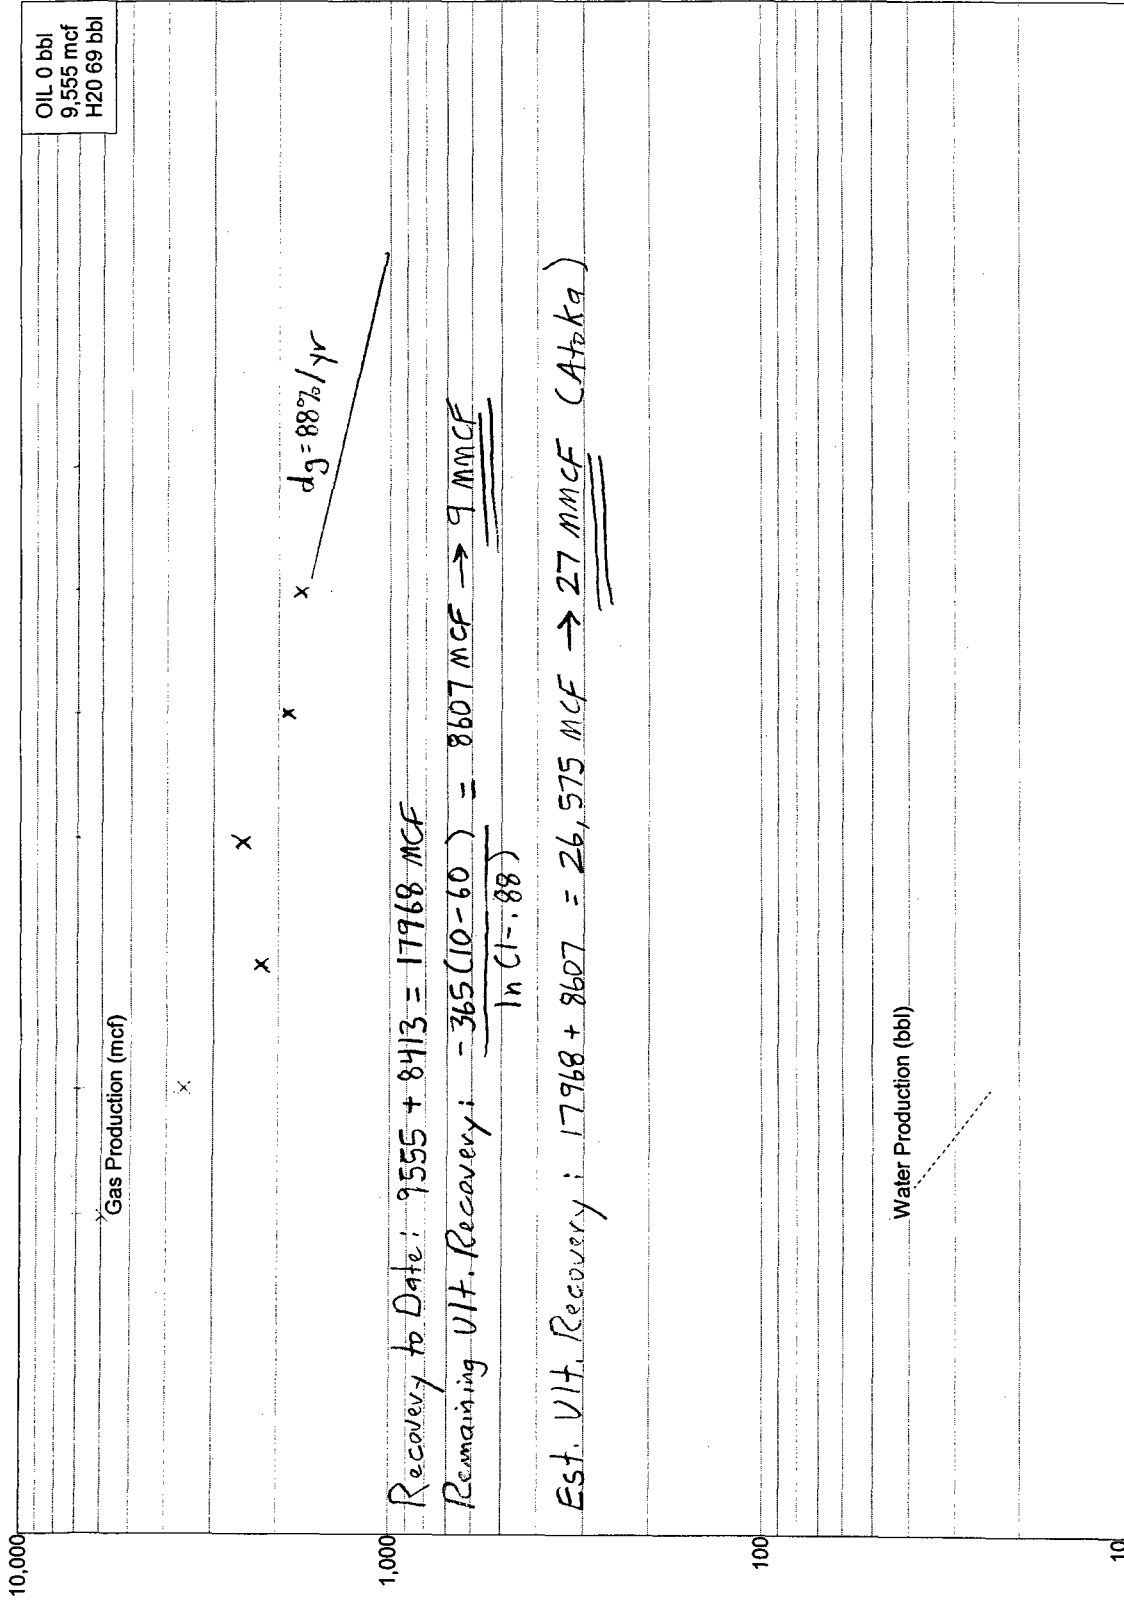 OIL 0 bbl
9,555 mcf
H20 69 bbl
10,000
Gas Production (mcf)
dg=88%/yr
1,000
Recovery to Date: 9555 + 8413 = 17968 MCF
Remaining Ult. Recovery: -365(10-60) = 8607 MCF → 9 MMCF
ln(1-.88)
Est. Ult. Recovery: 17968 + 8607 = 26,575 MCF → 27 MMCF (Atoka)
100
Water Production (bbl)
10